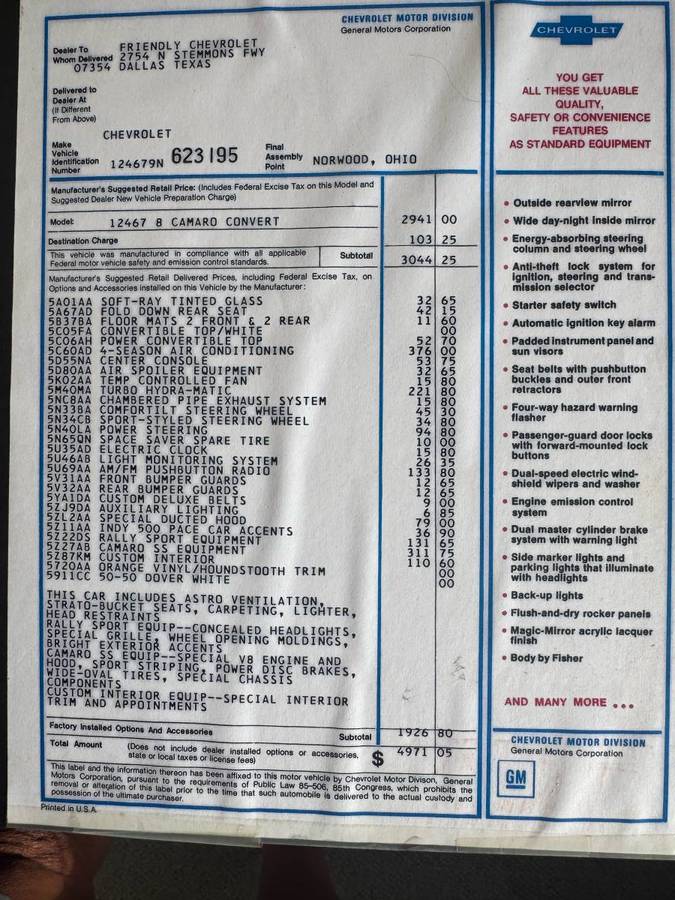 CHEVROLET MOTOR DIVISION
General Motors Corporation
Dealer To
Whom Delivered
FRIENDLY CHEVROLET
2754 N STEMMONS FWY
07354 DALLAS TEXAS
Delivered to
Dealer At
(If Different
From Above)
CHEVROLET
Make
Vehicle
Identification
Number
124679N 623195
Final
Assembly
Point
NORWOOD, OHIO
Manufacturer's Suggested Retail Price: (Includes Federal Excise Tax on this Model and
Suggested Dealer New Vehicle Preparation Charge)
Model: 12467 8 CAMARO CONVERT 2941 00
Destination Charge 103 25
This vehicle was manufactured in compliance with all applicable
Federal motor vehicle safety and emission control standards.
Subtotal 3044 25
Manufacturer's Suggested Retail Delivered Prices, including Federal Excise Tax, on
Options and Accessories installed on this Vehicle by the Manufacturer:
5A01AA SOFT-RAY TINTED GLASS 32 65
5A67AD FOLD DOWN REAR SEAT 42 15
5B37BA FLOOR MATS 2 FRONT & 2 REAR 11 60
5C05FA CONVERTIBLE TOP/WHITE 00
5C06AH POWER CONVERTIBLE TOP 52 70
5C60AD 4-SEASON AIR CONDITIONING 376 00
5D55NA CENTER CONSOLE 53 75
5D80AA AIR SPOILER EQUIPMENT 32 65
5K02AA TEMP CONTROLLED FAN 15 80
5M40MA TURBO HYDRA-MATIC 221 80
5NC8AA CHAMBERED PIPE EXHAUST SYSTEM 15 80
5N33BA COMFORTILT STEERING WHEEL 45 30
5N34CB SPORT-STYLED STEERING WHEEL 34 80
5N40LA POWER STEERING 94 80
5N65QN SPACE SAVER SPARE TIRE 10 00
5U35AD ELECTRIC CLOCK 15 80
5U46AB LIGHT MONITORING SYSTEM 26 35
5U69AA AM/FM PUSHBUTTON RADIO 133 80
5V31AA FRONT BUMPER GUARDS 12 65
5V32AA REAR BUMPER GUARDS 12 65
5YA1DA CUSTOM DELUXE BELTS 9 00
5ZJ9DA AUXILIARY LIGHTING 6 85
5ZL2AA SPECIAL DUCTED HOOD 79 00
5Z11AA INDY 500 PACE CAR ACCENTS 36 90
5Z22DS RALLY SPORT EQUIPMENT 131 65
5Z27AB CAMARO SS EQUIPMENT 311 75
5Z87KM CUSTOM INTERIOR 110 60
5720AA ORANGE VINYL/HOUNDSTOOTH TRIM 00
5911CC 50-50 DOVER WHITE 00
THIS CAR INCLUDES ASTRO VENTILATION,
STRATO-BUCKET SEATS, CARPETING, LIGHTER,
HEAD RESTRAINTS
RALLY SPORT EQUIP--CONCEALED HEADLIGHTS,
SPECIAL GRILLE, WHEEL OPENING MOLDINGS,
BRIGHT EXTERIOR ACCENTS
CAMARO SS EQUIP--SPECIAL V8 ENGINE AND
HOOD, SPORT STRIPING, POWER DISC BRAKES,
WIDE-OVAL TIRES, SPECIAL CHASSIS
COMPONENTS
CUSTOM INTERIOR EQUIP--SPECIAL INTERIOR
TRIM AND APPOINTMENTS
Factory Installed Options And Accessories Subtotal 1926 80
Total Amount (Does not include dealer installed options or accessories,
state or local taxes or license fees)
$ 4971 05
This label and the information thereon has been affixed to this motor vehicle by Chevrolet Motor Divison, General
Motors Corporation, pursuant to the requirements of Public Law 85-506, 85th Congress, which prohibits the
removal or alteration of this label prior to the time that such automobile is delivered to the actual custody and
possession of the ultimate purchaser.
Printed in U.S.A.
CHEVROLET
YOU GET
ALL THESE VALUABLE
QUALITY,
SAFETY OR CONVENIENCE
FEATURES
AS STANDARD EQUIPMENT
• Outside rearview mirror
• Wide day-night inside mirror
• Energy-absorbing steering
column and steering wheel
• Anti-theft lock system for
ignition, steering and trans-
mission selector
• Starter safety switch
• Automatic ignition key alarm
• Padded instrument panel and
sun visors
• Seat belts with pushbutton
buckles and outer front
retractors
• Four-way hazard warning
flasher
• Passenger-guard door locks
with forward-mounted lock
buttons
• Dual-speed electric wind-
shield wipers and washer
• Engine emission control
system
• Dual master cylinder brake
system with warning light
• Side marker lights and
parking lights that illuminate
with headlights
• Back-up lights
• Flush-and-dry rocker panels
• Magic-Mirror acrylic lacquer
finish
• Body by Fisher
AND MANY MORE ...
CHEVROLET MOTOR DIVISION
General Motors Corporation
GM